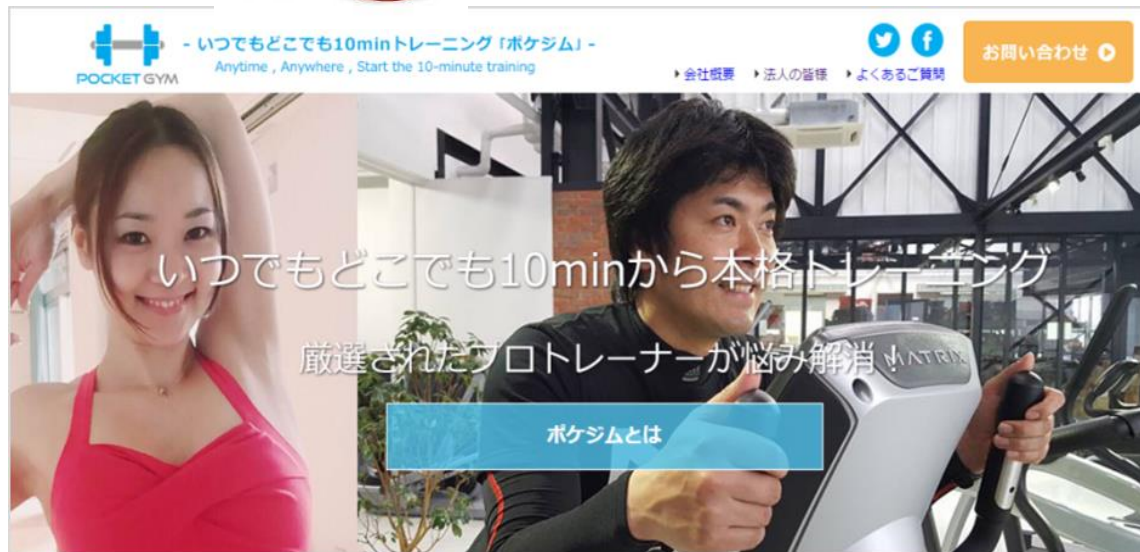 - いつでもどこでも10minトレーニング「ポケジム」-
Anytime , Anywhere , Start the 10-minute training
POCKET GYM
会社概要 法人の皆様 よくあるご質問
お問い合わせ
いつでもどこでも10minから本格トレーニング
厳選されたプロトレーナーが悩み解消！
MATRIX
ポケジムとは